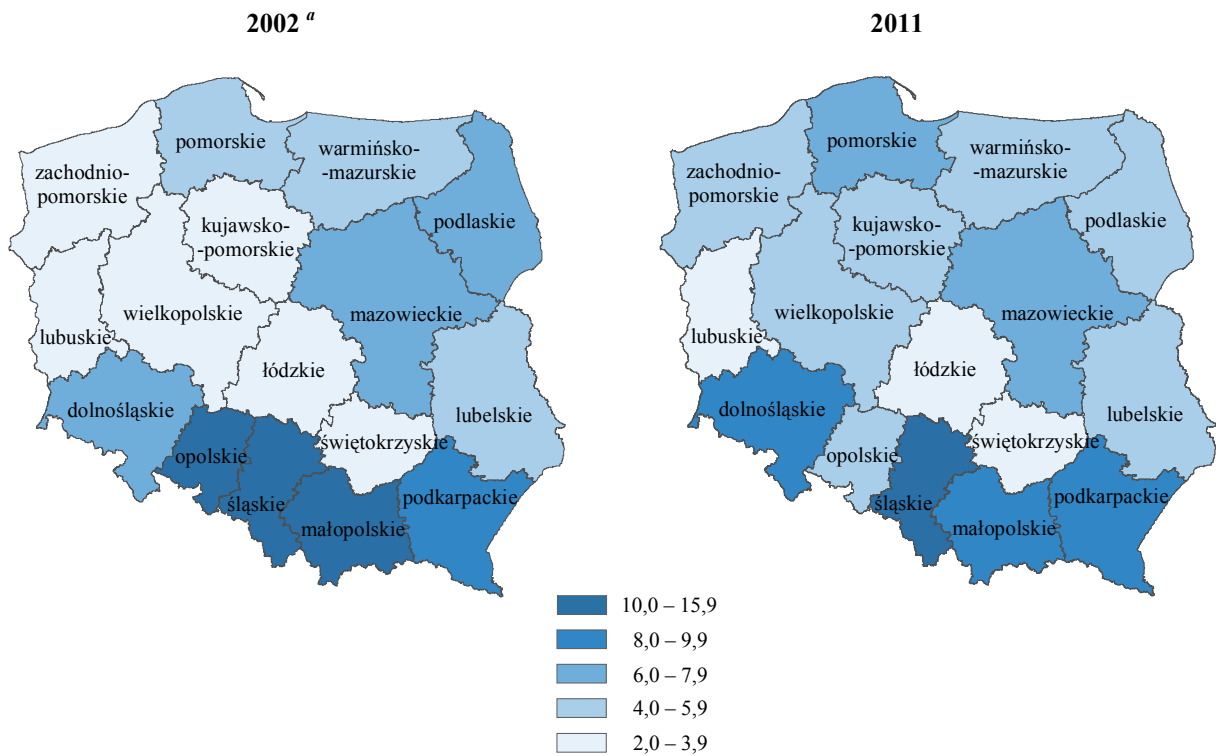 2002 a
2011
pomorskie
warmińsko-
-mazurskie
zachodnio-
pomorskie
podlaskie
kujawsko-
-pomorskie
wielkopolskie
mazowieckie
lubuskie
łódzkie
dolnośląskie
lubelskie
świętokrzyskie
opolskie
śląskie
podkarpackie
małopolskie
pomorskie
warmińsko-
-mazurskie
zachodnio-
pomorskie
podlaskie
kujawsko-
-pomorskie
wielkopolskie
mazowieckie
lubuskie
łódzkie
dolnośląskie
lubelskie
świętokrzyskie
opolskie
śląskie
podkarpackie
małopolskie
10,0 – 15,9
8,0 – 9,9
6,0 – 7,9
4,0 – 5,9
2,0 – 3,9